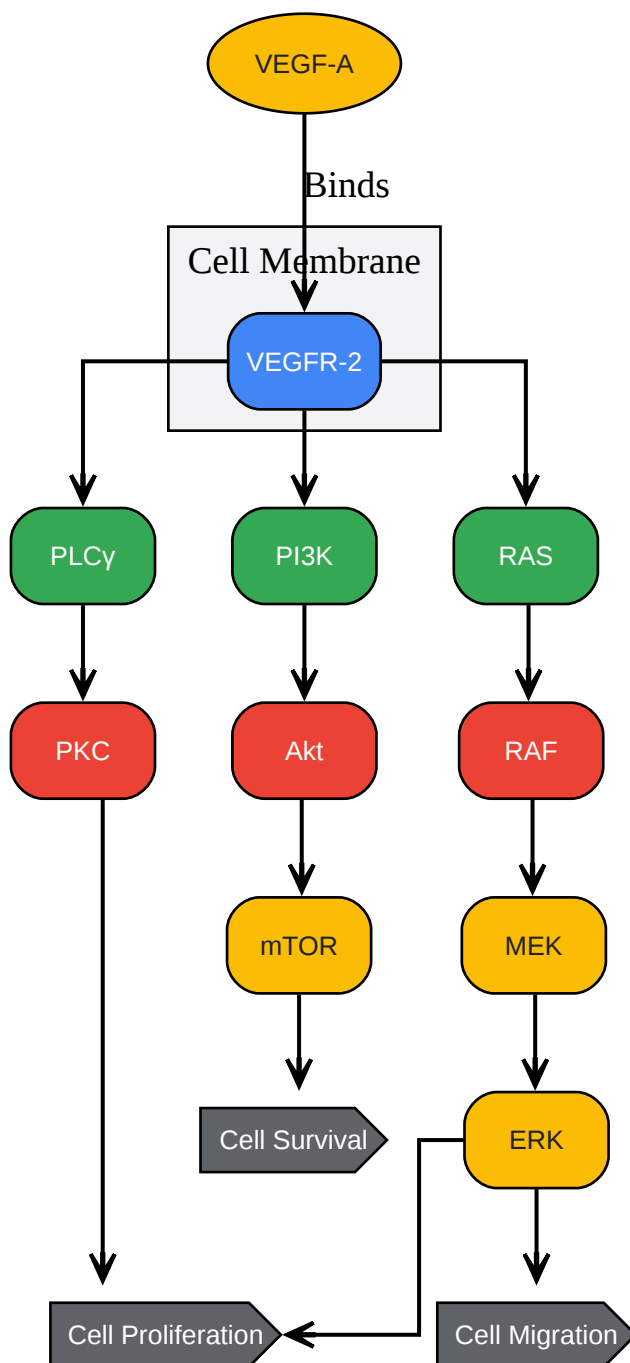 VEGF-A
Binds
Cell Membrane
VEGFR-2
PLCγ
PI3K
RAS
PKC
Akt
RAF
mTOR
MEK
Cell Survival
ERK
Cell Proliferation
Cell Migration